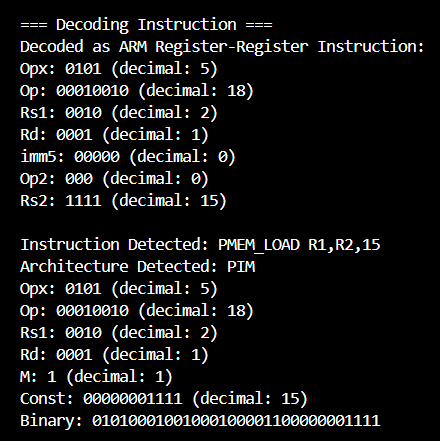 === Decoding Instruction ===
Decoded as ARM Register-Register Instruction:
Opx: 0101 (decimal: 5)
Op: 00010010 (decimal: 18)
Rs1: 0010 (decimal: 2)
Rd: 0001 (decimal: 1)
imm5: 00000 (decimal: 0)
Op2: 000 (decimal: 0)
Rs2: 1111 (decimal: 15)
Instruction Detected: PMEM_LOAD R1,R2,15
Architecture Detected: PIM
Opx: 0101 (decimal: 5)
Op: 00010010 (decimal: 18)
Rs1: 0010 (decimal: 2)
Rd: 0001 (decimal: 1)
M: 1 (decimal: 1)
Const: 00000001111 (decimal: 15)
Binary: 01010001001000100001100000001111